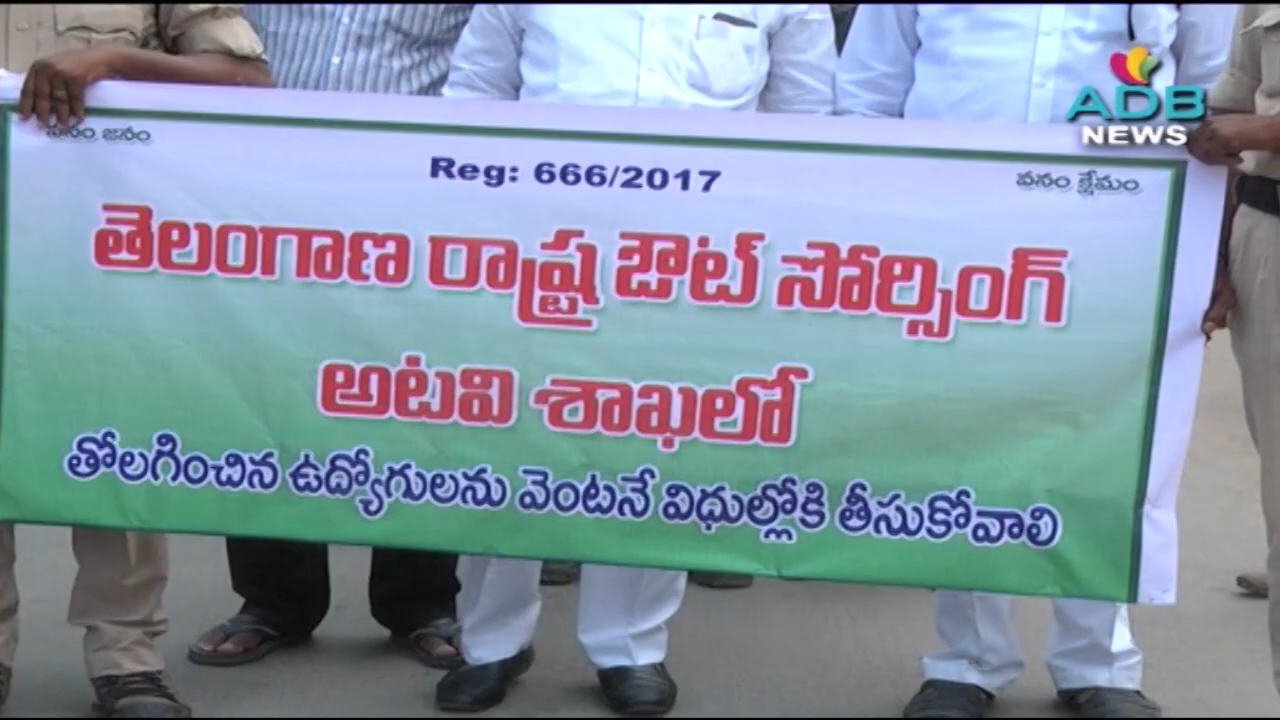 ADB
NEWS
వనం జనం
Reg: 666/2017
వనం క్షేమం
తెలంగాణ రాష్ట్ర ఔట్ సోర్సింగ్
అటవి శాఖలో
తోలగించిన ఉద్యోగులను వెంటనే విధుల్లోకి తీసుకోవాలి